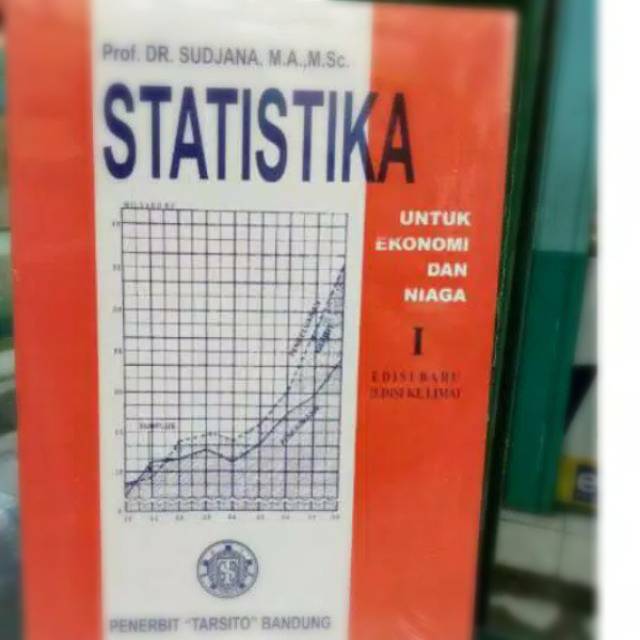 Prof. DR. SUDJANA. M.A.,M.Sc.
STATISTIKA
UNTUK
EKONOMI
DAN
NIAGA
I
EDISI BARU
PENERBIT "TARSITO" BANDUNG